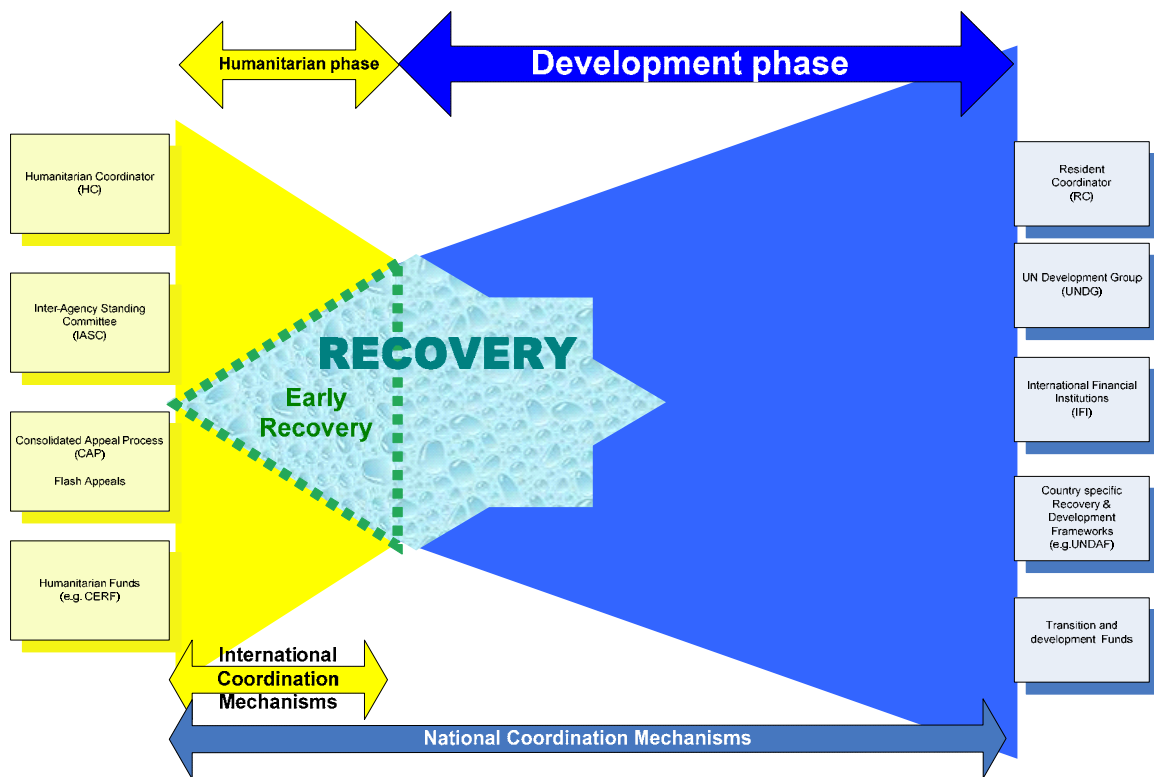 Humanitarian phase
Development phase
Humanitarian Coordinator
(HC)
Inter-Agency Standing
Committee
(IASC)
Consolidated Appeal Process
(CAP)
Flash Appeals
Humanitarian Funds
(e.g. CERF)
RECOVERY
Early
Recovery
Resident
Coordinator
(RC)
UN Development Group
(UNDG)
International Financial
Institutions
(IFI)
Country specific
Recovery &
Development
Frameworks
(e.g.UNDAF)
Transition and
development Funds
International
Coordination
Mechanisms
National Coordination Mechanisms